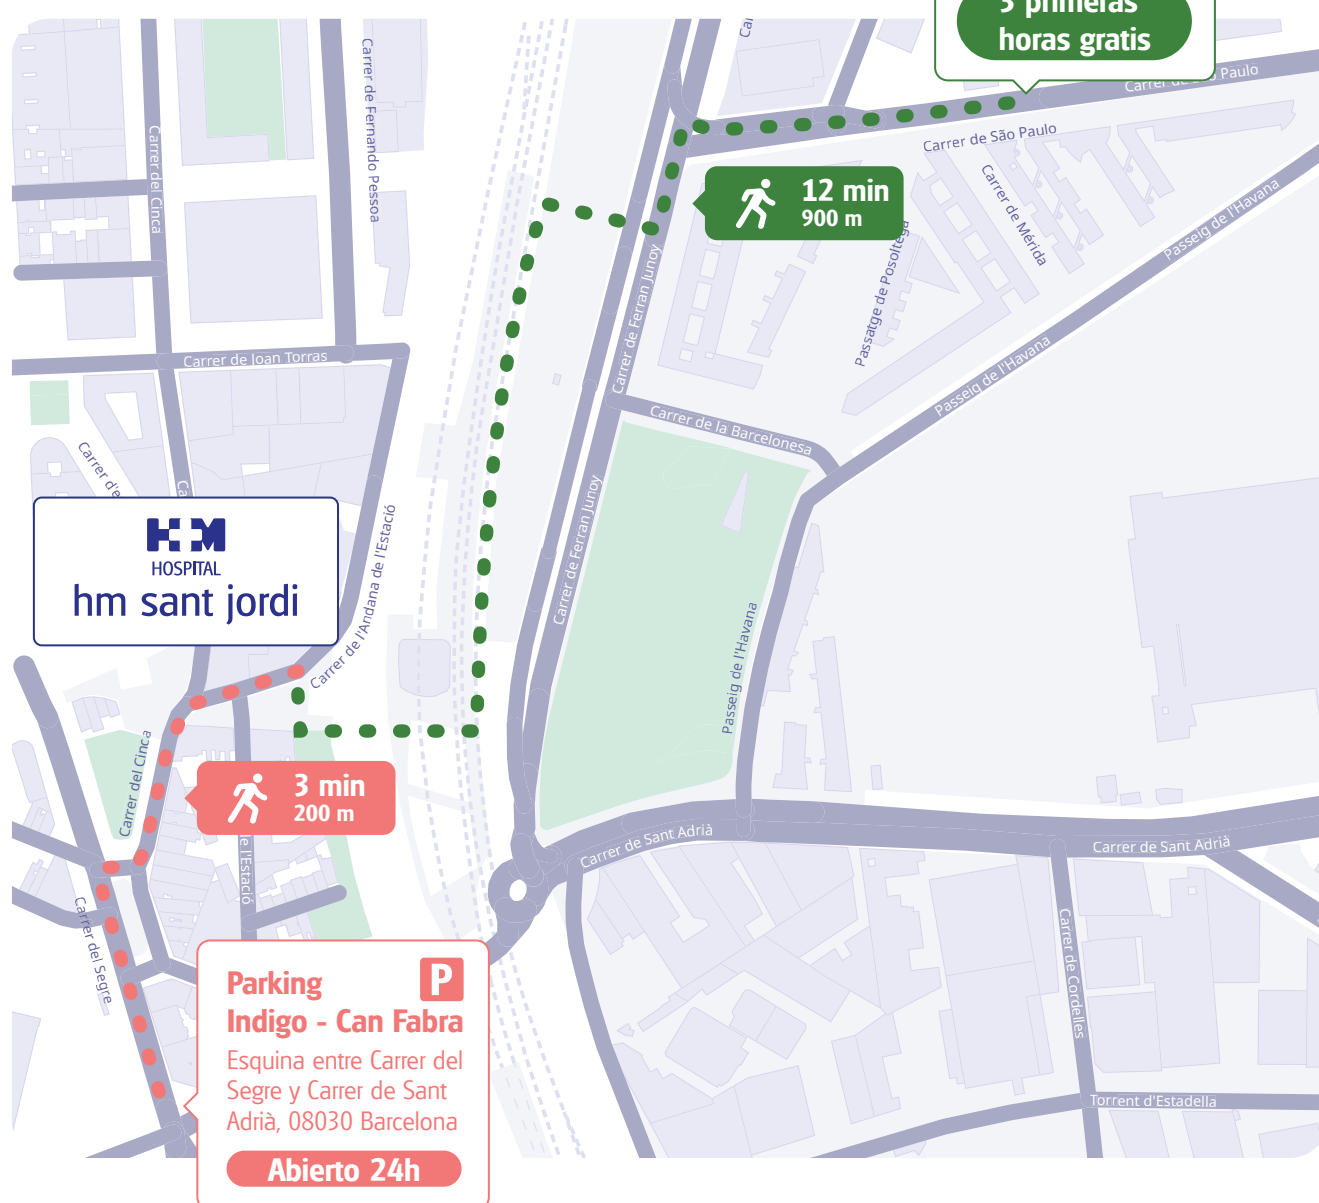 3 primeras
horas gratis
Carrer de São Paulo
Carrer de São Paulo
Carrer de Fernando Pessoa
Carrer del Cinca
12 min
900 m
Carrer de Mérida
Passeig de l'Havana
Passatge de Posoltega
Carrer de Ferran Junoy
Carrer de Joan Torras
Passeig de l'Havana
Carrer de la Barcelonesa
Carrer d'e
Ca
HOSPITAL
hm sant jordi
Carrer de l'Andana de l'Estació
Carrer de Ferran Junoy
Passeig de l'Havana
Carrer del Cinca
3 min
200 m
e l'Estació
Carrer de Sant Adrià
Carrer de Sant Adrià
Carrer del Segre
Carrer de Cordelles
Parking P
Indigo - Can Fabra
Esquina entre Carrer del
Segre y Carrer de Sant
Adrià, 08030 Barcelona
Abierto 24h
Torrent d'Estadella